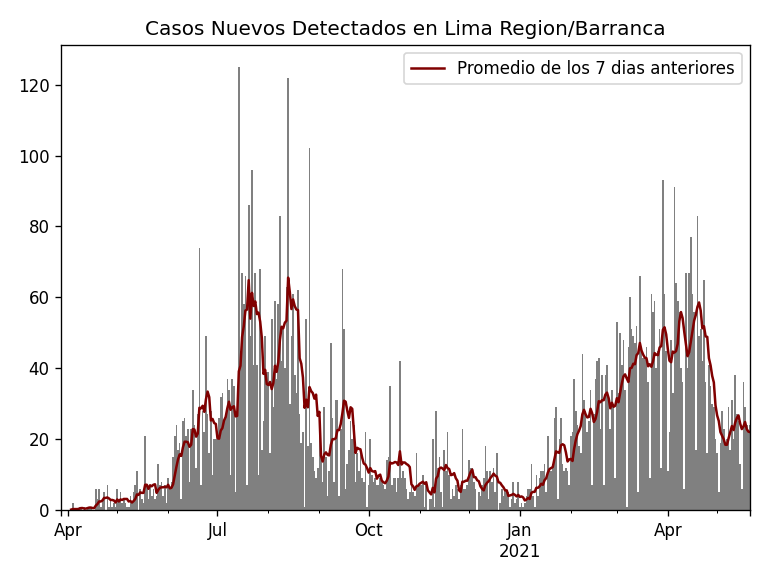 Casos Nuevos Detectados en Lima Region/Barranca
Promedio de los 7 dias anteriores
120
100
80
60
40
20
0
Apr Jul Oct Jan Apr
2021